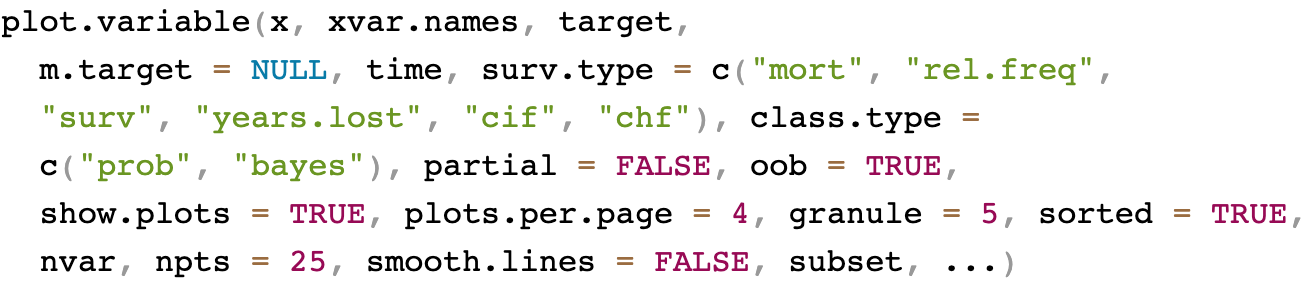 plot.variable(x, xvar.names, target,
m.target = NULL, time, surv.type = c("mort", "rel.freq",
"surv", "years.lost", "cif", "chf"), class.type =
c("prob", "bayes"), partial = FALSE, oob = TRUE,
show.plots = TRUE, plots.per.page = 4, granule = 5, sorted = TRUE,
nvar, npts = 25, smooth.lines = FALSE, subset, ...)